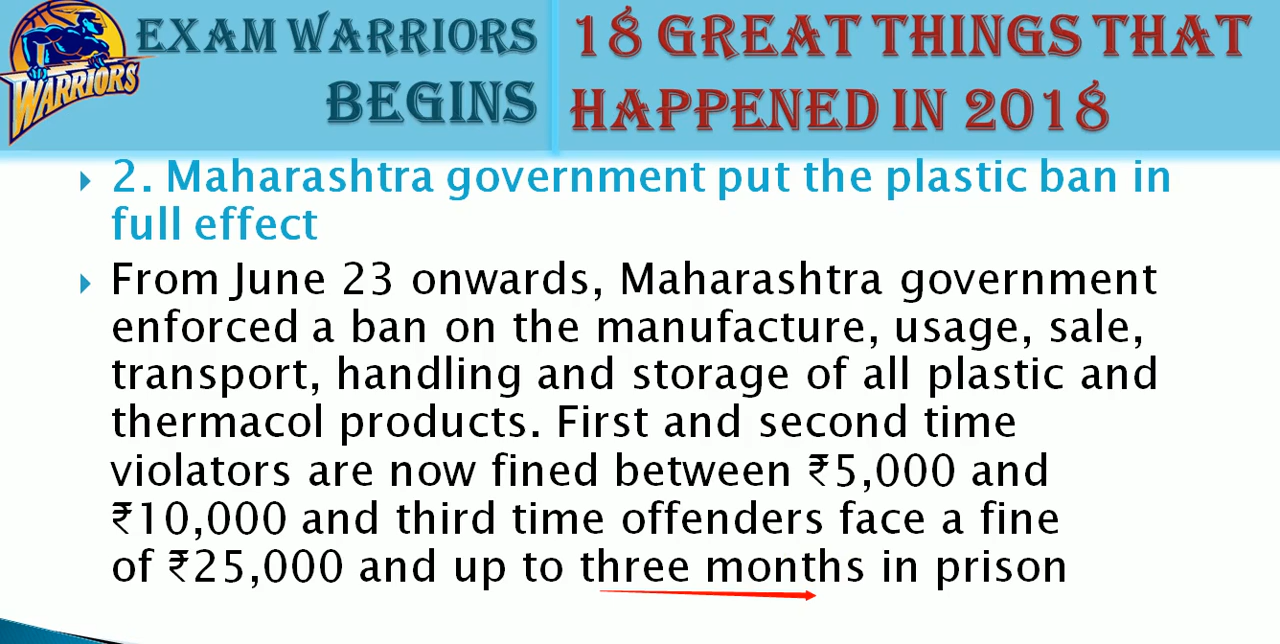 WARRIORS
EXAM WARRIORS
BEGINS
18 GREAT THINGS THAT
HAPPENED IN 2018
2. Maharashtra government put the plastic ban in
full effect
From June 23 onwards, Maharashtra government
enforced a ban on the manufacture, usage, sale,
transport, handling and storage of all plastic and
thermacol products. First and second time
violators are now fined between ₹5,000 and
₹10,000 and third time offenders face a fine
of ₹25,000 and up to three months in prison